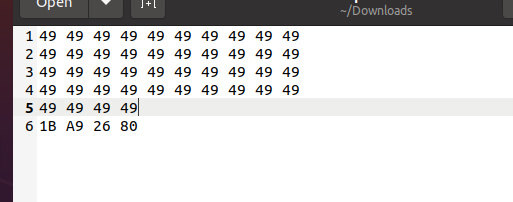 Open
~/Downloads
1 49 49 49 49 49 49 49 49 49 49
2 49 49 49 49 49 49 49 49 49 49
3 49 49 49 49 49 49 49 49 49 49
4 49 49 49 49 49 49 49 49 49 49
5 49 49 49 49
6 1B A9 26 80